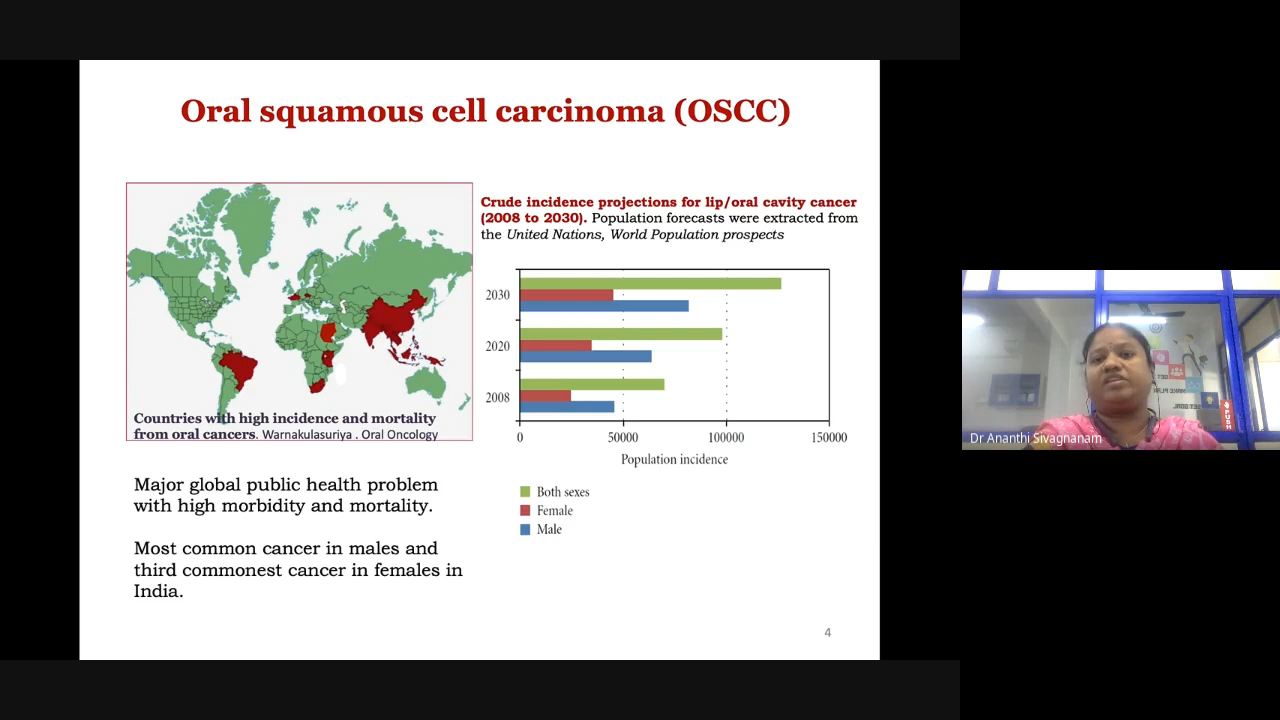 Oral squamous cell carcinoma (OSCC)
Countries with high incidence and mortality
from oral cancers. Warnakulasuriya . Oral Oncology
Crude incidence projections for lip/oral cavity cancer
(2008 to 2030). Population forecasts were extracted from
the United Nations, World Population prospects
2030
2020
2008
0 50000 100000 150000
Population incidence
Both sexes
Female
Male
Major global public health problem
with high morbidity and mortality.
Most common cancer in males and
third commonest cancer in females in
India.
4
Dr Ananthi Sivagnanam
PUSH